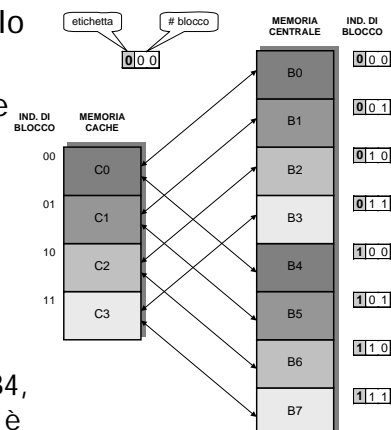 lo
etichetta
# blocco
0 0 0
MEMORIA
CENTRALE
IND. DI
BLOCCO
B0
0 0 0
B1
0 0 1
B2
0 1 0
B3
0 1 1
B4
1 0 0
B5
1 0 1
B6
1 1 0
B7
1 1 1
e
IND. DI
BLOCCO
MEMORIA
CACHE
00
C0
01
C1
10
C2
11
C3
34,
è